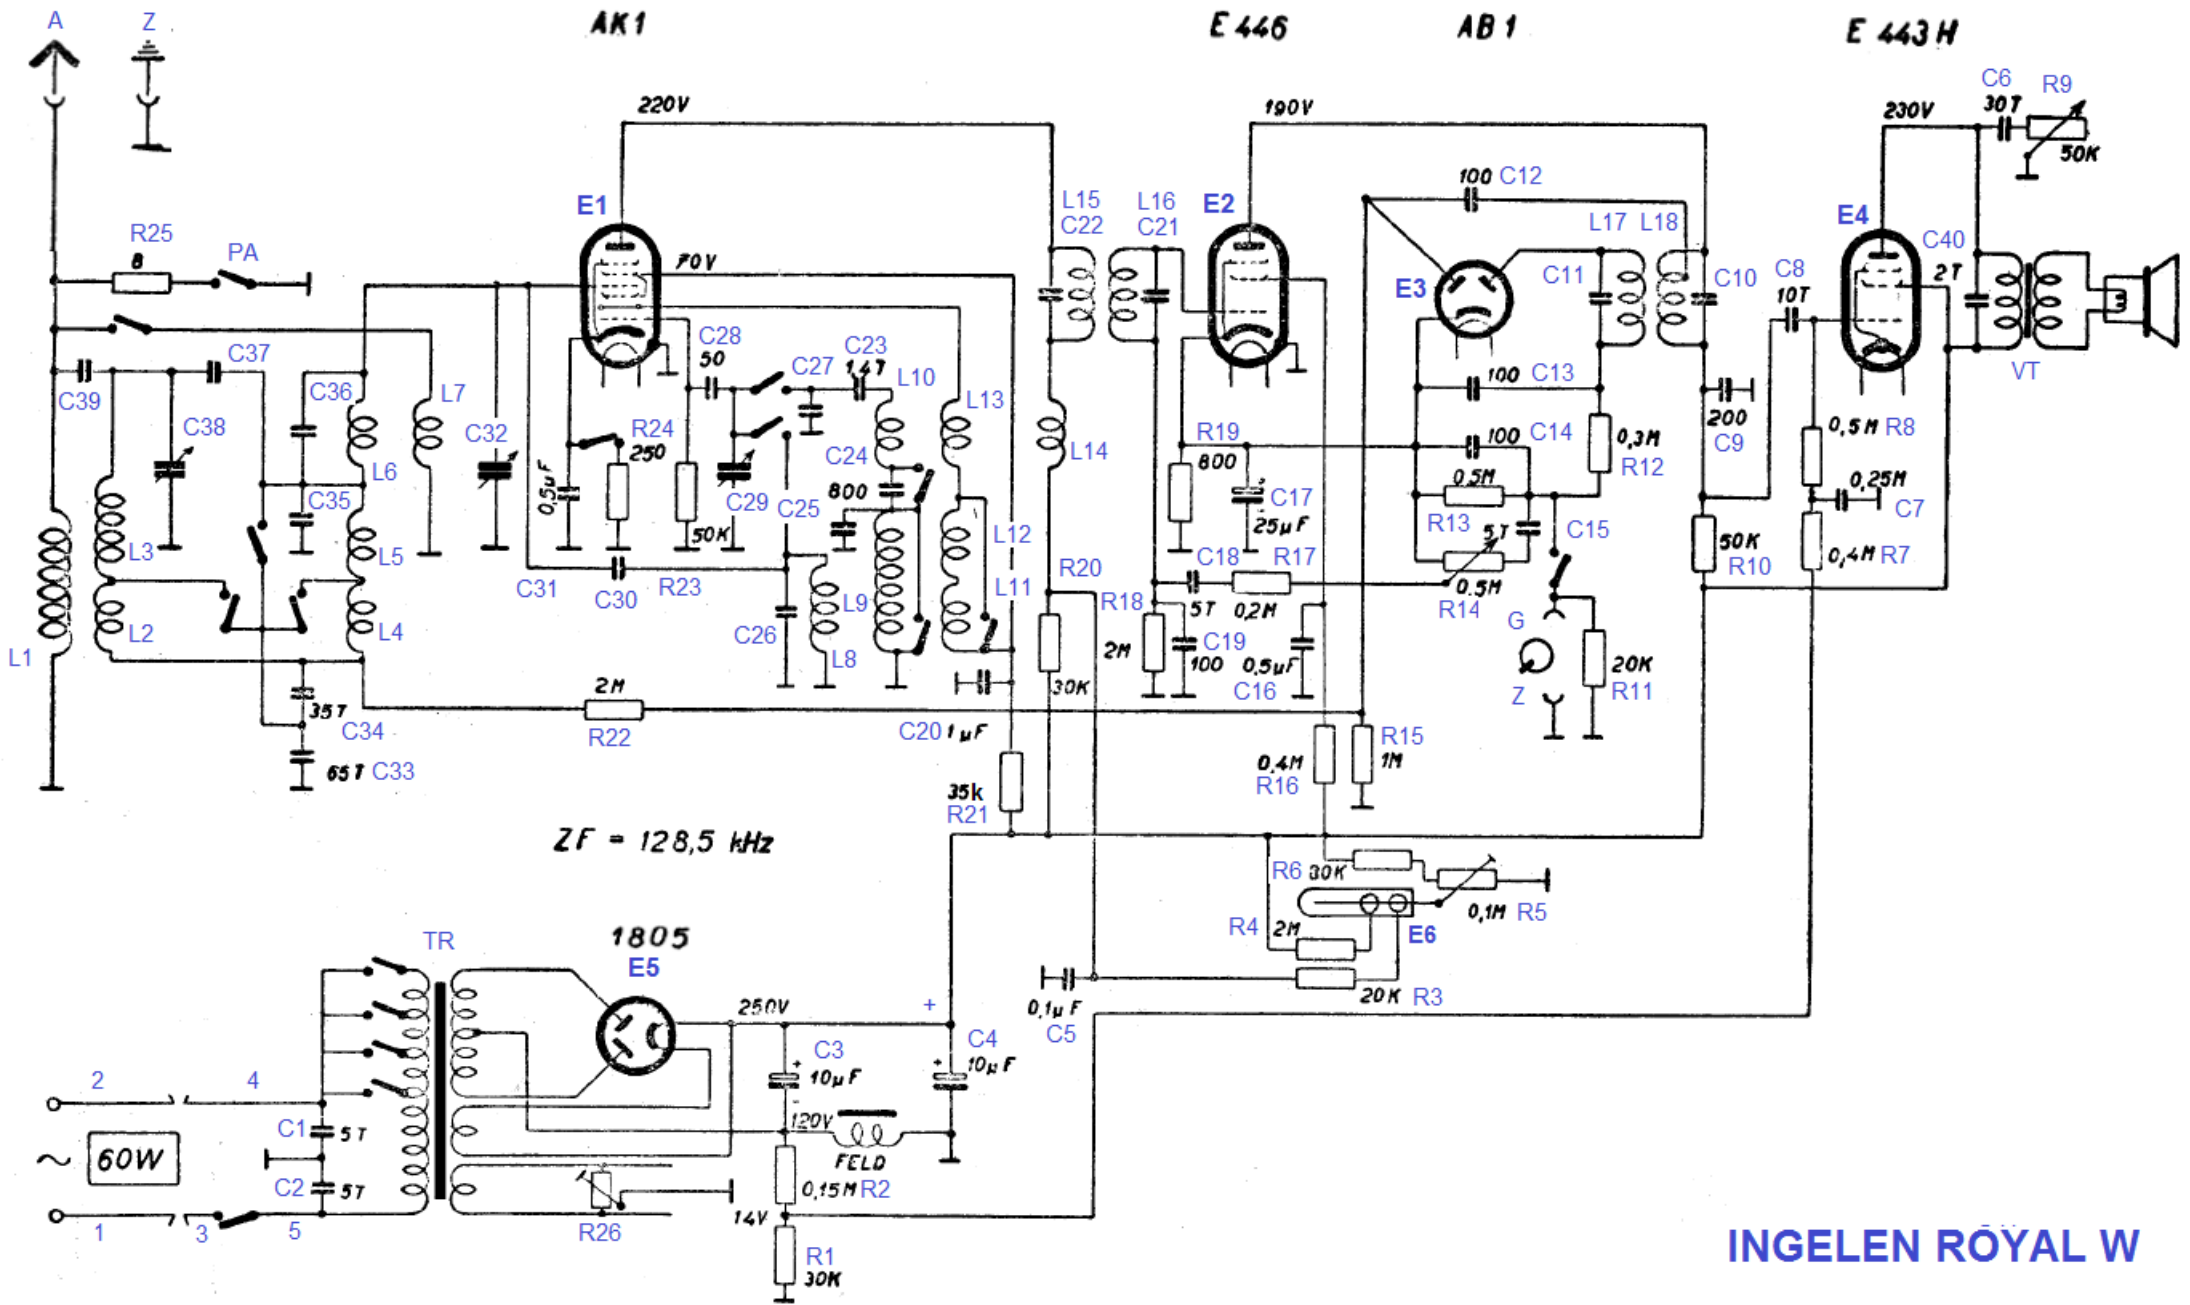 A
Z
AK1
E 446
AB1
E 443H
220V
190V
230V
C6
30T
R9
50K
R25
8
PA
E1
70V
L15
C22
L16
C21
E2
100 C12
L17 L18
E3
C11
C10
E4
C40
2T
C8
10T
VT
C39
C37
C38
C36
C35
L7
L6
L5
L4
L3
L2
L1
C32
R24
250
0,5µF
C28
50
C27
C23
1,4T
L10
L13
C24
800
C29
C25
50K
R23
C31
C30
C26
L8
L9
L12
L11
L14
R19
800
C17
25µF
100 C13
100 C14
0,5M
R13
5T
C15
0,3M
R12
0,5M
R14
200
C9
0,5M R8
0,25M
C7
0,4M R7
50K
R10
R20
30K
R18
2M
C18
5T
R17
0,2M
C19
100
0,5µF
C16
G
Z
20K
R11
35T
C34
65T C33
2M
R22
C20 1µF
35k
R21
0,4M
R16
R15
1M
ZF = 128,5 kHz
R6 30K
0,1M R5
R4 2M
E6
20K R3
0,1µF
C5
1805
E5
TR
250V
+
C3
+
10µF
-
C4
+
10µF
120V
FELD
0,15M R2
14V
R1
30K
R26
2
4
C1 5T
~
60W
C2 5T
1
3
5
INGELEN ROYAL W